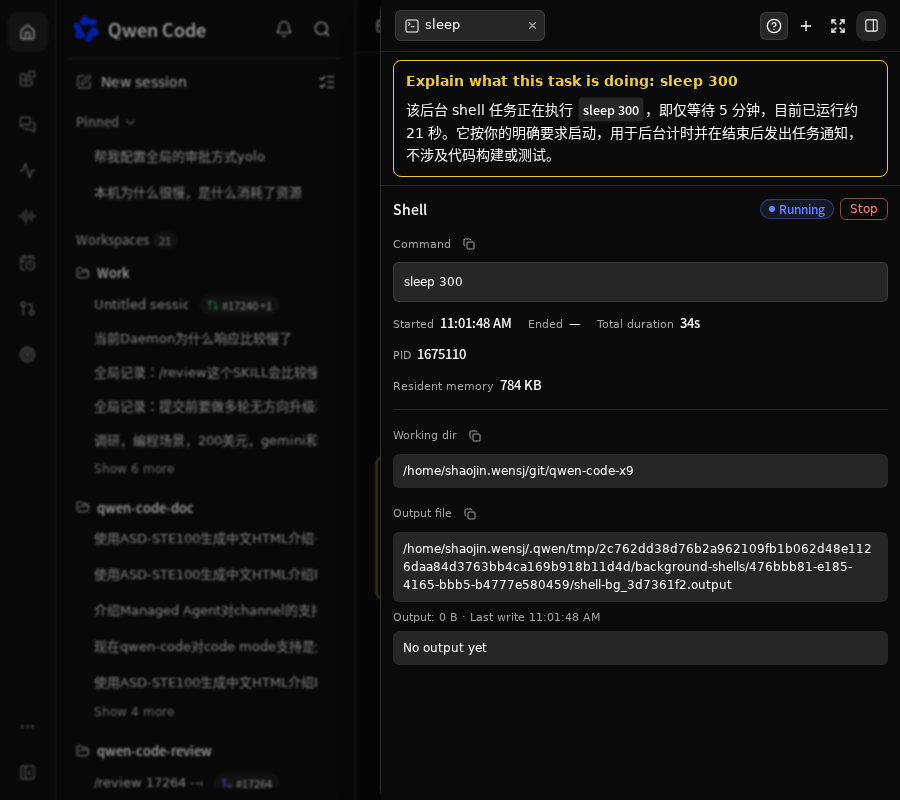 Qwen Code
New session
Pinned
帮我配置全局的审批方式yolo
本机为什么很慢，是什么消耗了资源
Workspaces 21
Work
Untitled sessic #17240 +1
当前Daemon为什么响应比较慢了
全局记录：/review这个SKILL会比较慢
全局记录：提交前要做多轮无方向升级
调研，编程场景，200美元，gemini和
Show 6 more
qwen-code-doc
使用ASD-STE100生成中文HTML介绍
使用ASD-STE100生成中文HTML介绍
介绍Managed Agent对channel的支持
现在qwen-code对code mode支持是
使用ASD-STE100生成中文HTML介绍
Show 4 more
qwen-code-review
/review 17264 #17264
sleep
Explain what this task is doing: sleep 300
该后台 shell 任务正在执行 sleep 300，即仅等待 5 分钟，目前已运行约
21 秒。它按你的明确要求启动，用于后台计时并在结束后发出任务通知，
不涉及代码构建或测试。
Shell Running Stop
Command
sleep 300
Started 11:01:48 AM Ended — Total duration 34s
PID 1675110
Resident memory 784 KB
Working dir
/home/shaojin.wensj/git/qwen-code-x9
Output file
/home/shaojin.wensj/.qwen/tmp/2c762dd38d76b2a962109fb1b062d48e112
6daa84d3763bb4ca169b918b11d4d/background-shells/476bbb81-e185-
4165-bbb5-b4777e580459/shell-bg_3d7361f2.output
Output: 0 B · Last write 11:01:48 AM
No output yet